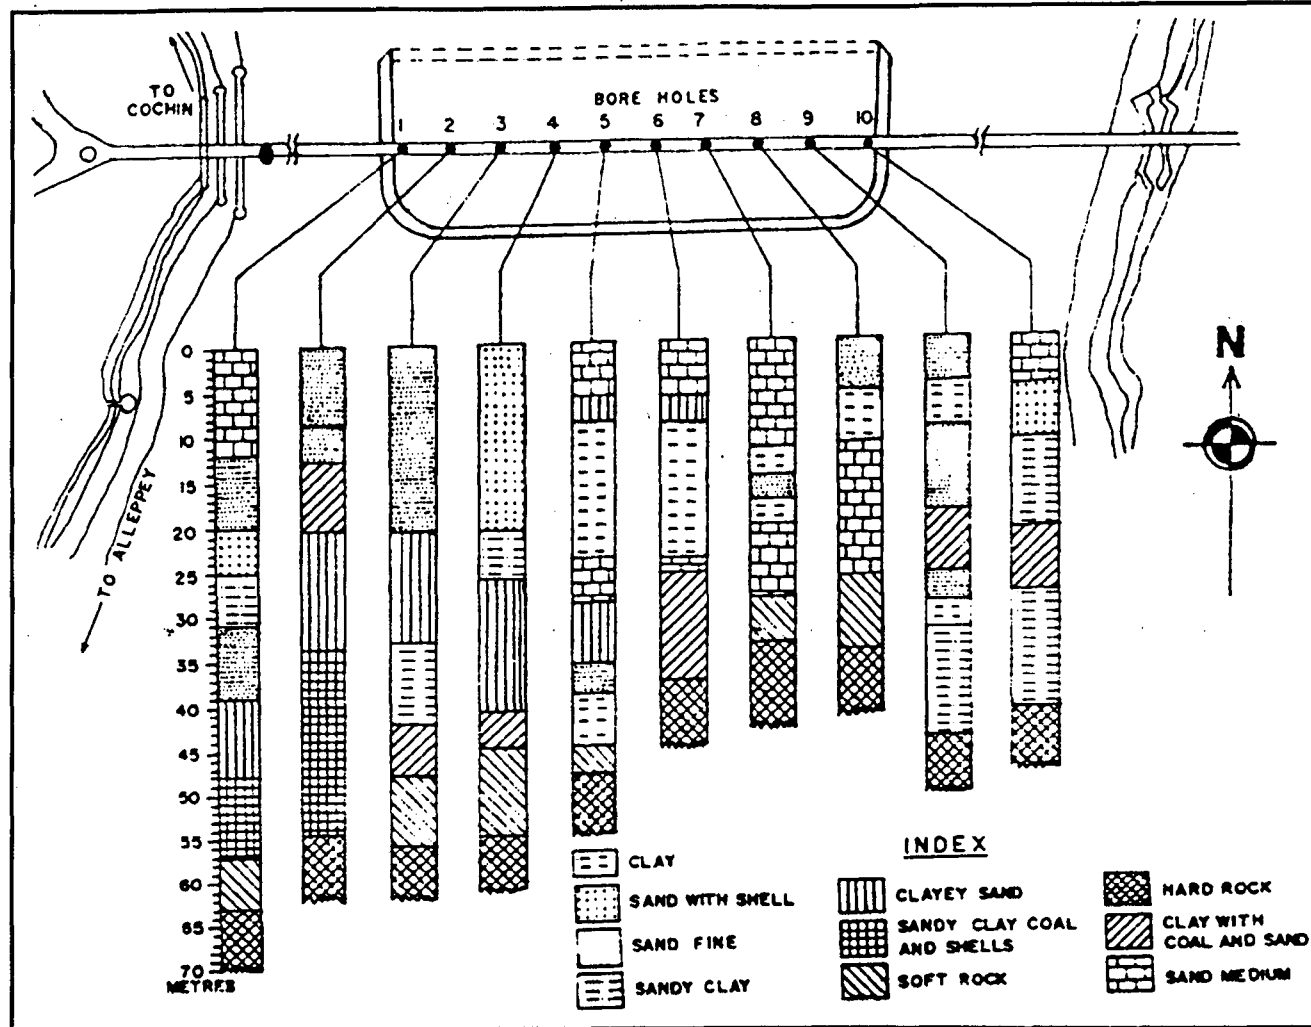 TO
COCHIN
BORE HOLES
1 2 3 4 5 6 7 8 9 10
N
TO ALLEPPEY
0
5
10
15
20
25
30
35
40
45
50
55
60
65
70
METRES
INDEX
CLAY
SAND WITH SHELL
SAND FINE
SANDY CLAY
CLAYEY SAND
SANDY CLAY COAL
AND SHELLS
SOFT ROCK
HARD ROCK
CLAY WITH
COAL AND SAND
SAND MEDIUM